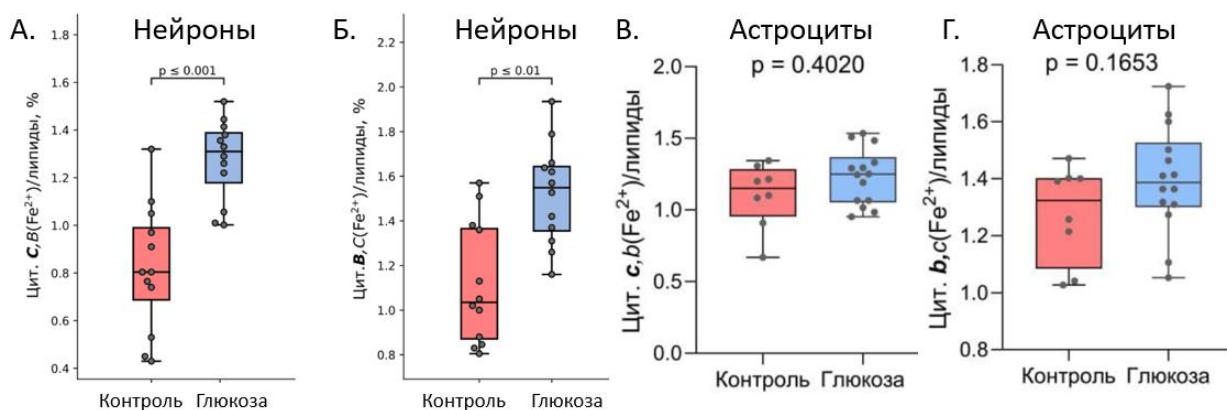 А.
Нейроны
p ≤ 0.001
Цит. c,B(Fe²⁺)/липиды, %
1.8
1.6
1.4
1.2
1.0
0.8
0.6
0.4
Контроль
Глюкоза
Б.
Нейроны
p ≤ 0.01
Цит.B,C(Fe²⁺)/липиды, %
2.2
2.0
1.8
1.6
1.4
1.2
1.0
0.8
Контроль
Глюкоза
В.
Астроциты
p = 0.4020
Цит. c,b(Fe²⁺)/липиды
2.0
1.5
1.0
0.5
0.0
Контроль
Глюкоза
Г.
Астроциты
p = 0.1653
Цит. b,c(Fe²⁺)/липиды
1.8
1.6
1.4
1.2
1.0
0.8
Контроль
Глюкоза